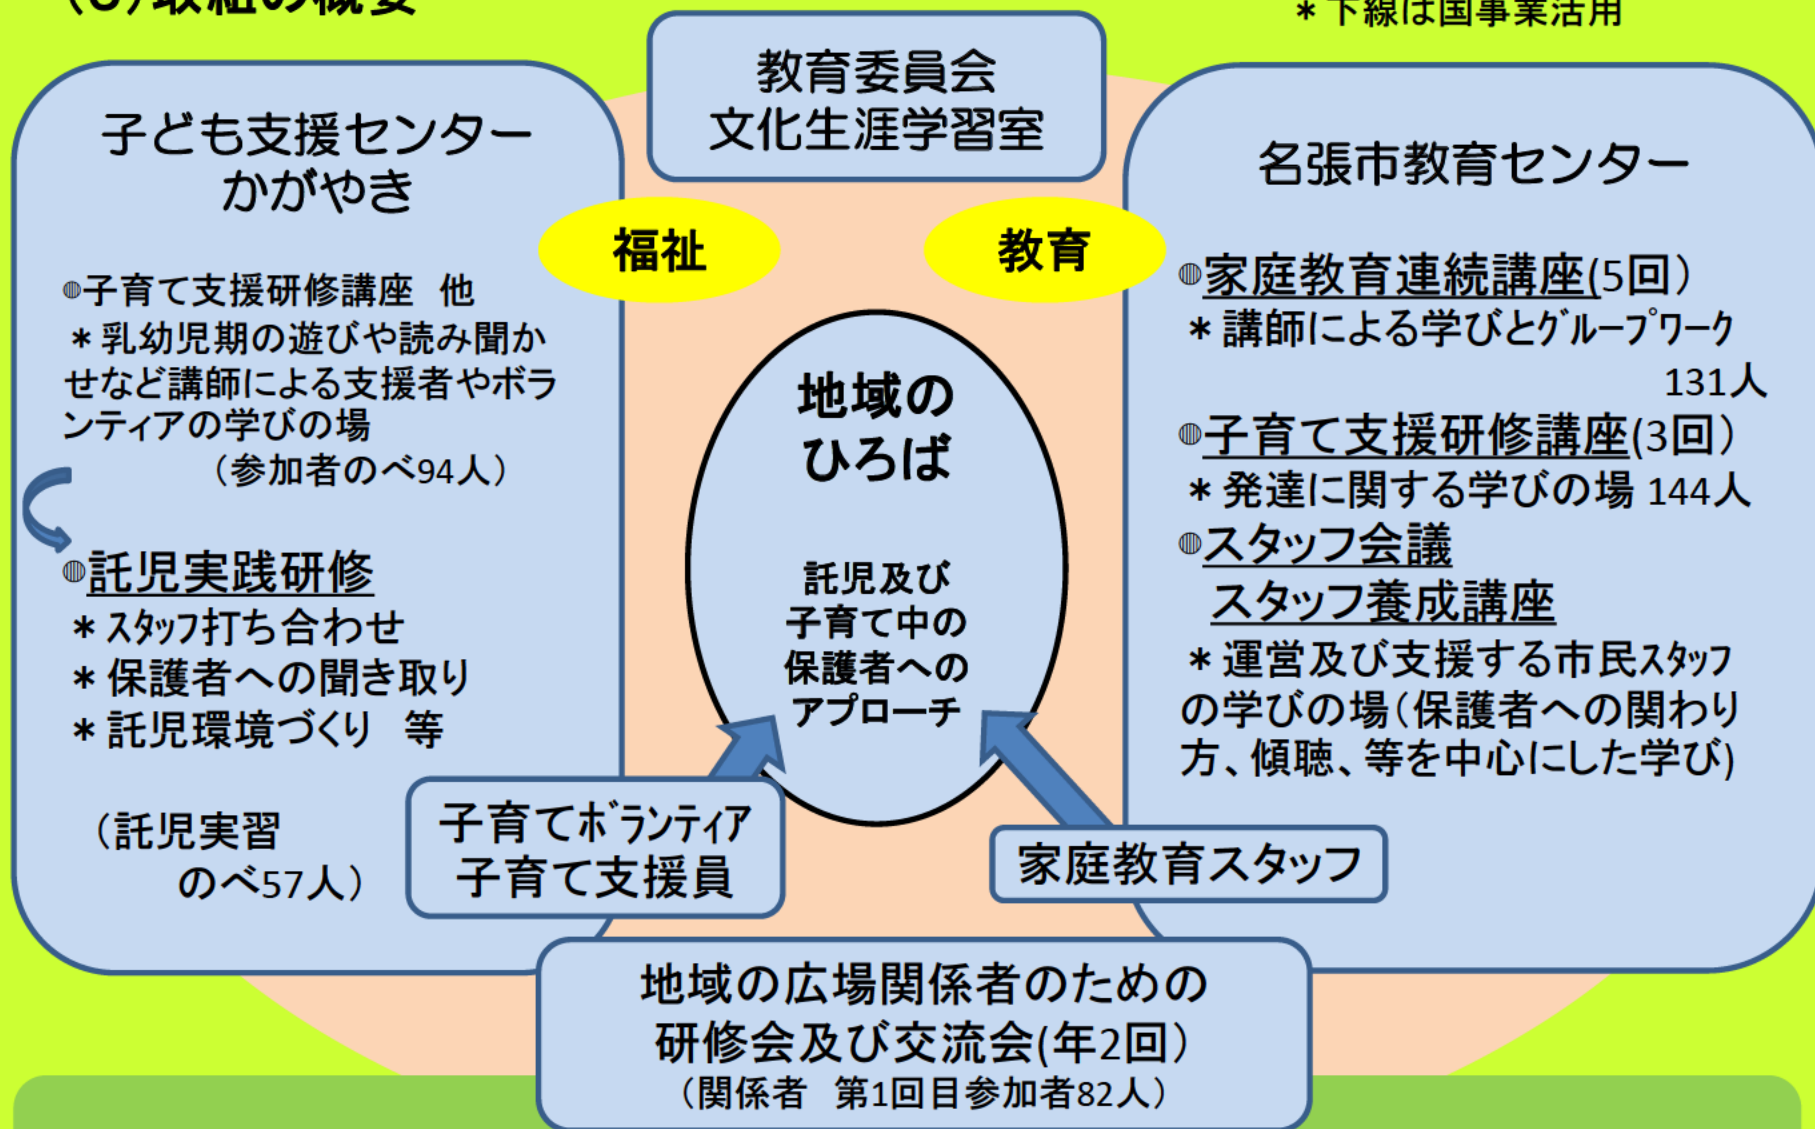 (3)取組の概要
＊下線は国事業活用
教育委員会
文化生涯学習室
子ども支援センター
かがやき
◍子育て支援研修講座　他
＊乳幼児期の遊びや読み聞か
せなど講師による支援者やボラ
ンティアの学びの場
（参加者のべ94人）
◍託児実践研修
＊ｽﾀｯﾌ打ち合わせ
＊保護者への聞き取り
＊託児環境づくり　等
（託児実習
のべ57人）
福祉
教育
地域の
ひろば
託児及び
子育て中の
保護者への
アプローチ
子育てﾎﾞﾗﾝﾃｨｱ
子育て支援員
家庭教育スタッフ
名張市教育センター
◍家庭教育連続講座(5回）
＊講師による学びとｸﾞﾙｰﾌﾟﾜｰｸ
131人
◍子育て支援研修講座(3回）
＊発達に関する学びの場 144人
◍スタッフ会議
スタッフ養成講座
＊運営及び支援する市民ｽﾀｯﾌ
の学びの場（保護者への関わり
方、傾聴、等を中心にした学び)
地域の広場関係者のための
研修会及び交流会(年2回）
（関係者　第1回目参加者82人）